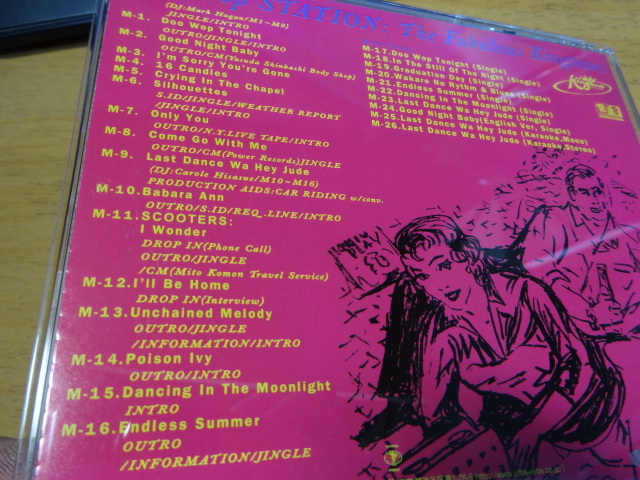 Pop STATION: The Fabulous
(DJ:Mark Hagan/M1~M9)
JINGLE/INTRO
M-1. Doo Wop Tonight
OUTRO/JINGLE/INTRO
M-2. Good Night Baby
OUTRO/CM(Yasuda Shinbashi Body Shop)
M-3. I'm Sorry You're Gone
M-4. 16 Candles
M-5. Crying In The Chapel
M-6. Silhouettes
S.ID/JINGLE/WEATHER REPORT
/JINGLE/INTRO
M-7. Only You
OUTRO/N.Y.LIVE TAPE/INTRO
M-8. Come Go With Me
OUTRO/CM(Power Records)JINGLE
M-9. Last Dance Wa Hey Jude
(DJ:Carole Hisasue/M10~M16)
PRODUCTION AIDS:CAR RIDING w/conv.
M-10.Babara Ann
OUTRO/S.ID/REQ.LINE/INTRO
M-11.SCOOTERS:
I Wonder
DROP IN(Phone Call)
OUTRO/JINGLE
/CM(Mito Komon Travel Service)
M-12.I'll Be Home
DROP IN(Interview)
M-13.Unchained Melody
OUTRO/JINGLE
/INFORMATION/INTRO
M-14.Poison Ivy
OUTRO/INTRO
M-15.Dancing In The Moonlight
INTRO
M-16.Endless Summer
OUTRO
/INFORMATION/JINGLE
M-17.Doo Wop Tonight (Single)
M-18.In The Still Of The Night (Single)
M-19.Graduation Day (Single)
M-20.Wakare No Rhythm & Blues (Single)
M-21.Endless Summer (Single)
M-22.Dancing In The Moonlight (Single)
M-23.Last Dance Wa Hey Jude (Single)
M-24.Good Night Baby(English Ver. Single)
M-25.Last Dance Wa Hey Jude (Karaoke.Mono)
M-26.Last Dance Wa Hey Jude (Karaoke.Stereo)
PLAY